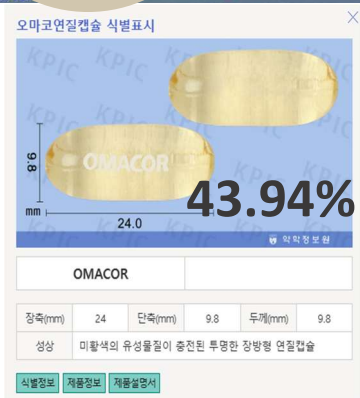 오마코연질캡슐 식별표시
KPIC KPIC KPIC
OMACOR
9.8
mm
24.0
43.94%
약학정보원
OMACOR
장축(mm) 24 단축(mm) 9.8 두께(mm) 9.8
성상 미황색의 유성물질이 충전된 투명한 장방형 연질캡슐
식별정보 제품정보 제품설명서